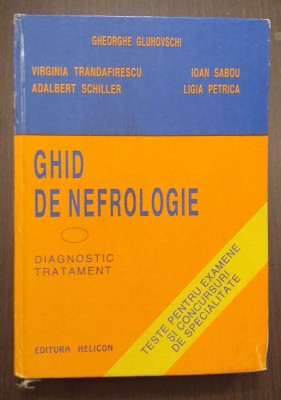 GHEORGHE GLUHOVSCHI
VIRGINIA TRANDAFIRESCU
IOAN SABOU
ADALBERT SCHILLER
LIGIA PETRICA
GHID
DE NEFROLOGIE
DIAGNOSTIC
TRATAMENT
TESTE PENTRU EXAMENE
ȘI CONCURSURI
DE SPECIALITATE
EDITURA HELICON